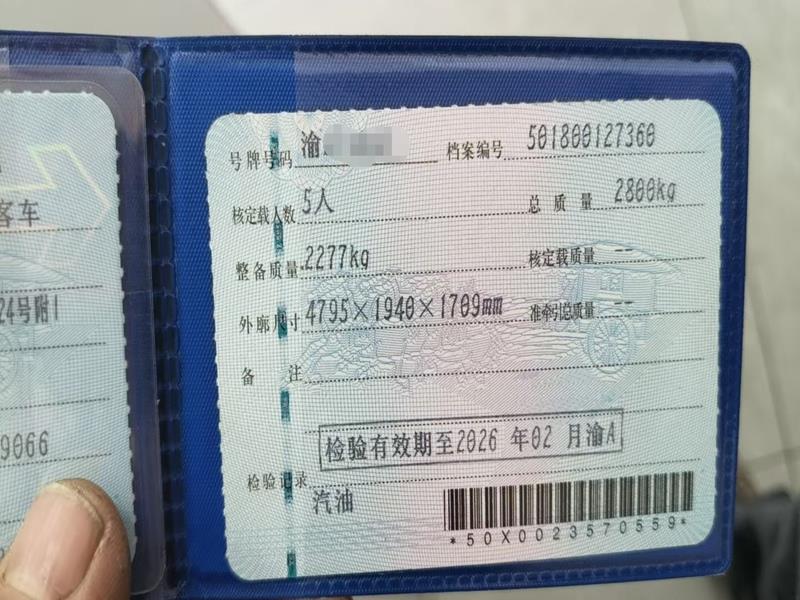 客车
24号附1
9066
号牌号码 渝
档案编号 501800127360
核定载人数 5人
总质量 2800kg
整备质量 2277kg
核定载质量 --
外廓尺寸 4795×1940×1709mm
准牵引总质量 --
备注
检验有效期至2026年02月渝A
检验记录
汽油
*50X0023570559*